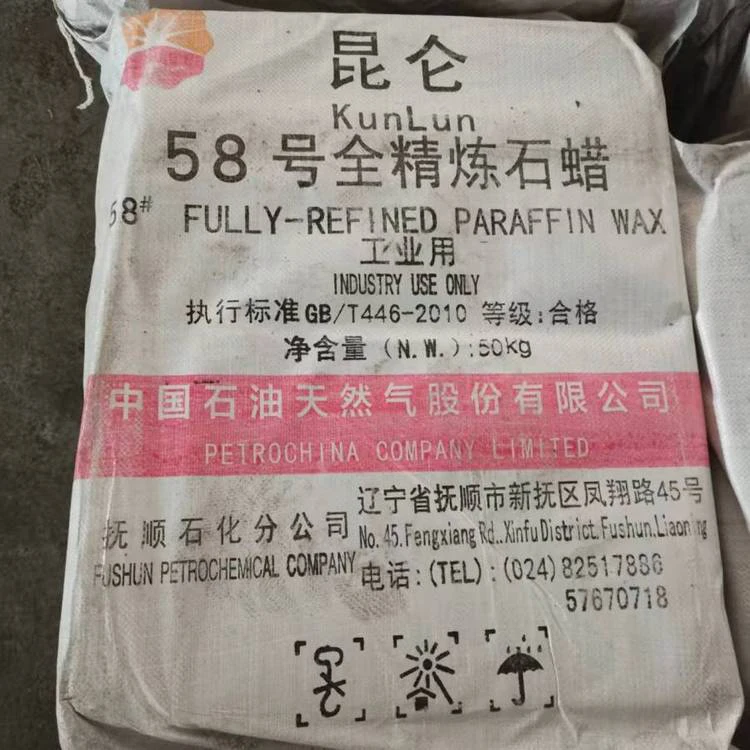 昆仑
KunLun
58号全精炼石蜡
58# FULLY-REFINED PARAFFIN WAX
工业用
INDUSTRY USE ONLY
执行标准GB/T446-2010 等级:合格
净含量 (N.W.):50kg
中国石油天然气股份有限公司
PETROCHINA COMPANY LIMITED
抚顺石化分公司
FUSHUN PETROCHEMICAL COMPANY
辽宁省抚顺市新抚区凤翔路45号
No.45.Fengxiang Rd..Xinfu District.Fushun.Liaoning
电话:(TEL):(024)82517886
57670718